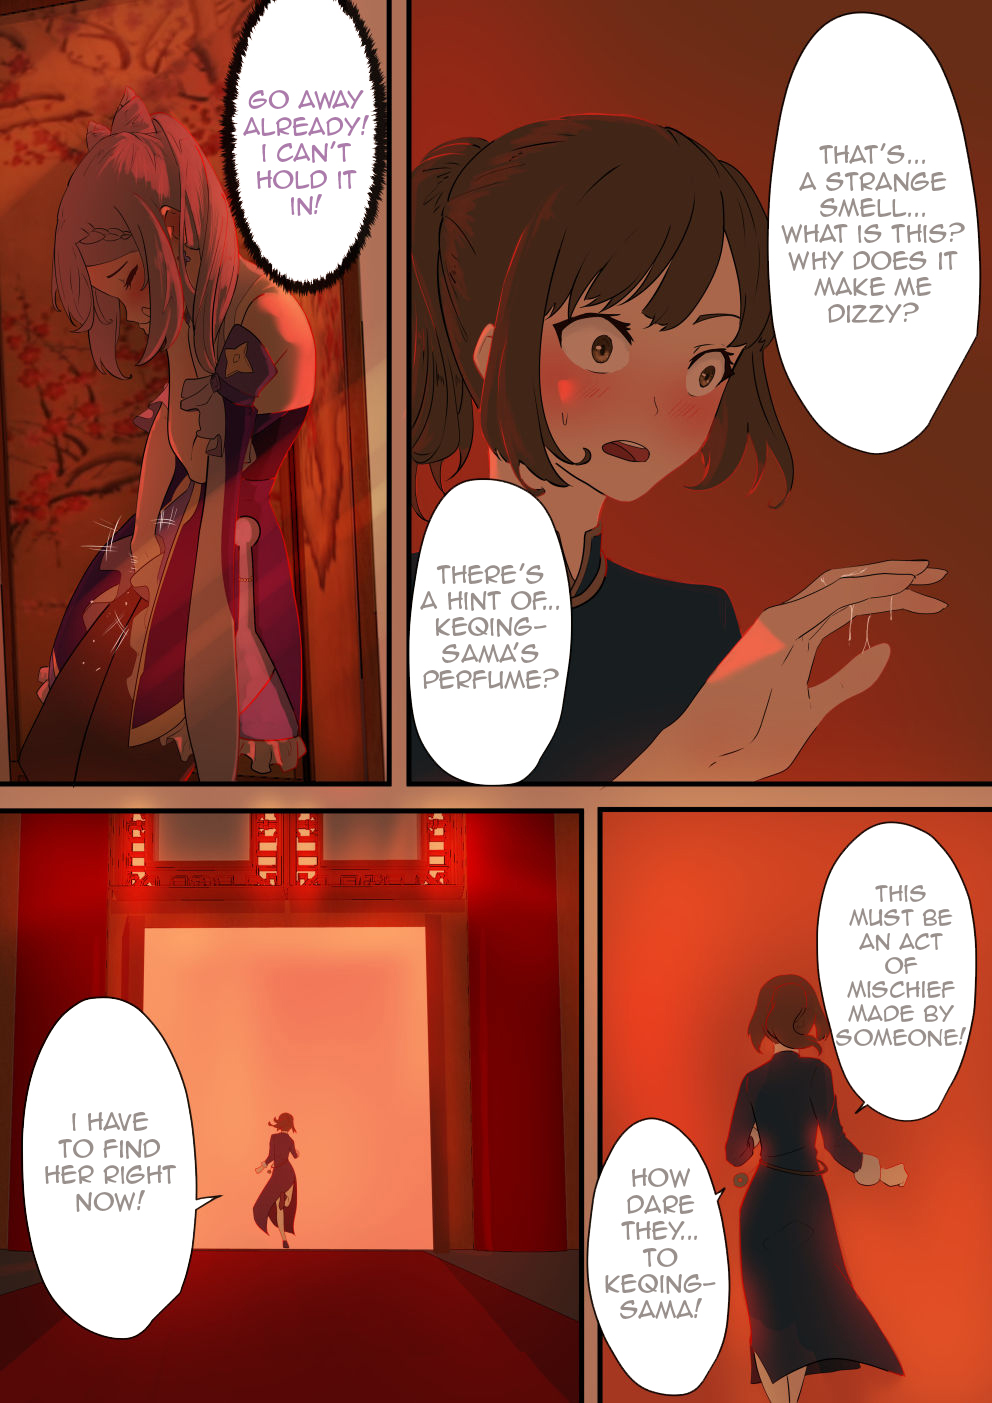 GO AWAY
ALREADY!
I CAN'T
HOLD IT
IN!
THAT'S...
A STRANGE
SMELL...
WHAT IS THIS?
WHY DOES IT
MAKE ME
DIZZY?
THERE'S
A HINT OF...
KEQING-
SAMA'S
PERFUME?
THIS
MUST BE
AN ACT
OF
MISCHIEF
MADE BY
SOMEONE!
HOW
DARE
THEY...
TO
KEQING-
SAMA!
I HAVE
TO FIND
HER RIGHT
NOW!